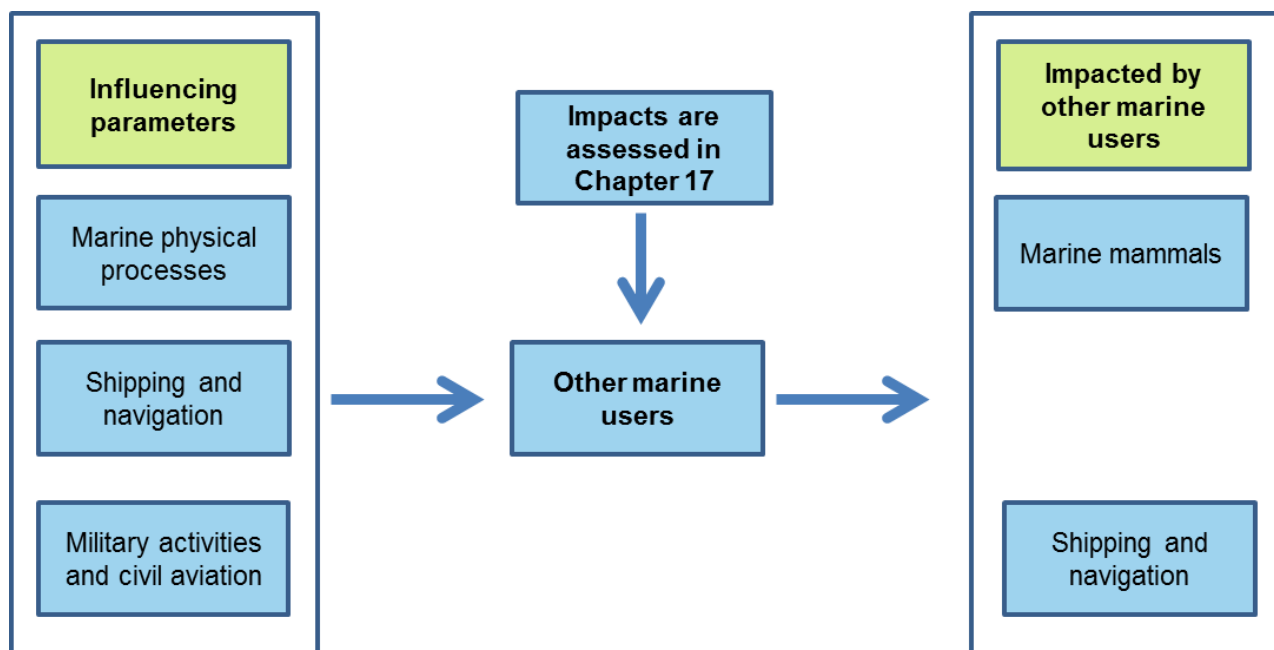 Influencing
parameters
Marine physical
processes
Shipping and
navigation
Military activities
and civil aviation
Impacts are
assessed in
Chapter 17
Other marine
users
Impacted by
other marine
users
Marine mammals
Shipping and
navigation